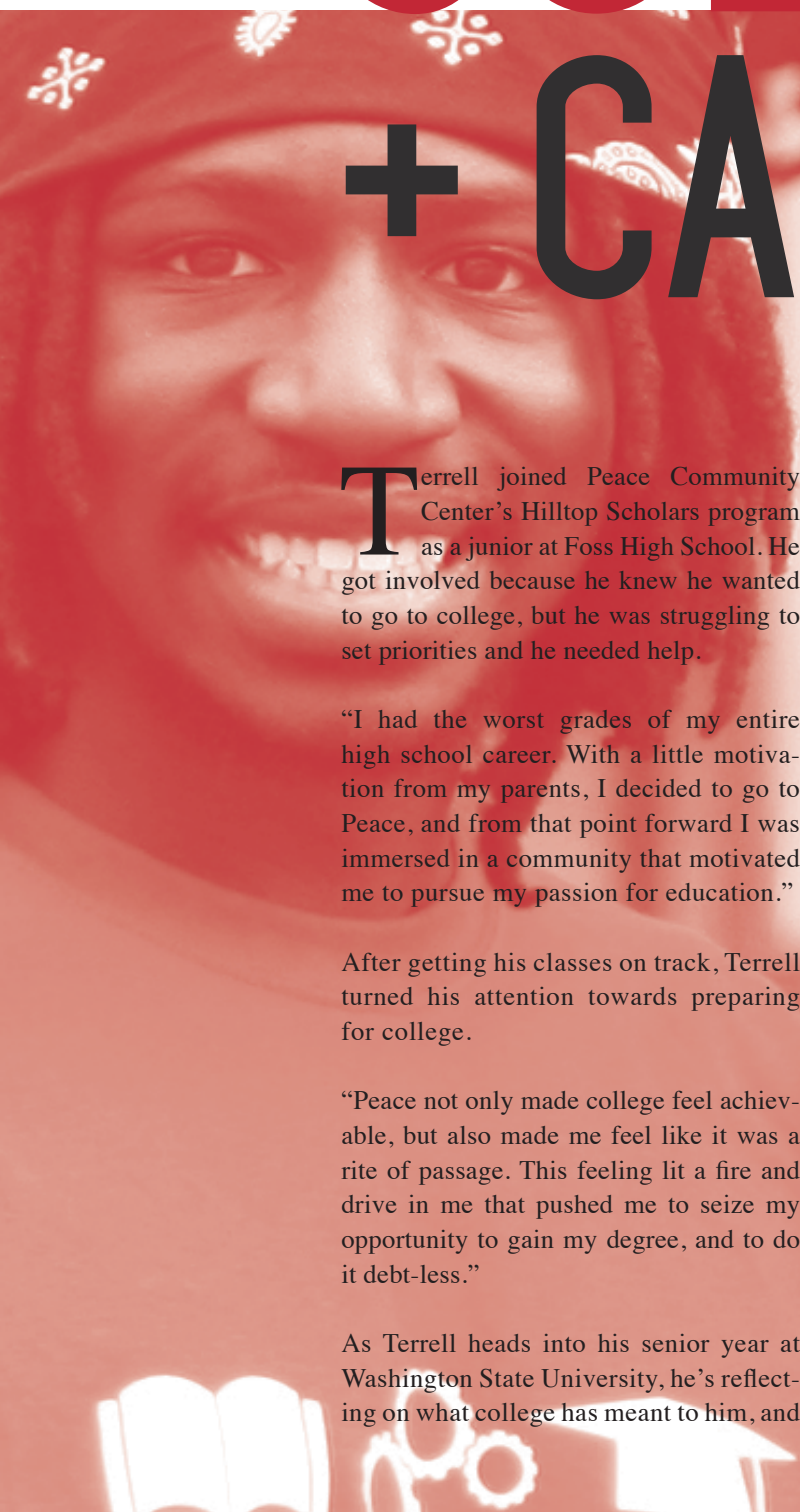 + CA
Terrell joined Peace Community
Center’s Hilltop Scholars program
as a junior at Foss High School. He
got involved because he knew he wanted
to go to college, but he was struggling to
set priorities and he needed help.
“I had the worst grades of my entire
high school career. With a little motiva-
tion from my parents, I decided to go to
Peace, and from that point forward I was
immersed in a community that motivated
me to pursue my passion for education.”
After getting his classes on track, Terrell
turned his attention towards preparing
for college.
“Peace not only made college feel achiev-
able, but also made me feel like it was a
rite of passage. This feeling lit a fire and
drive in me that pushed me to seize my
opportunity to gain my degree, and to do
it debt-less.”
As Terrell heads into his senior year at
Washington State University, he’s reflect-
ing on what college has meant to him, and